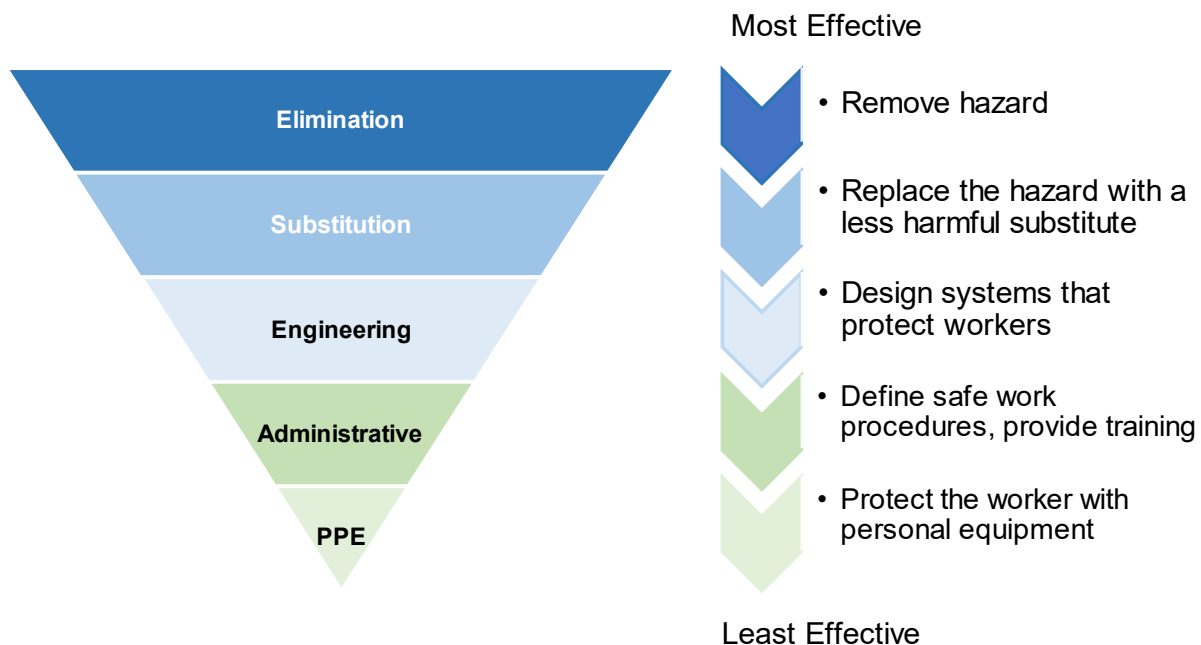 Most Effective
Elimination
• Remove hazard
Substitution
• Replace the hazard with a
less harmful substitute
Engineering
• Design systems that
protect workers
Administrative
• Define safe work
procedures, provide training
PPE
• Protect the worker with
personal equipment
Least Effective